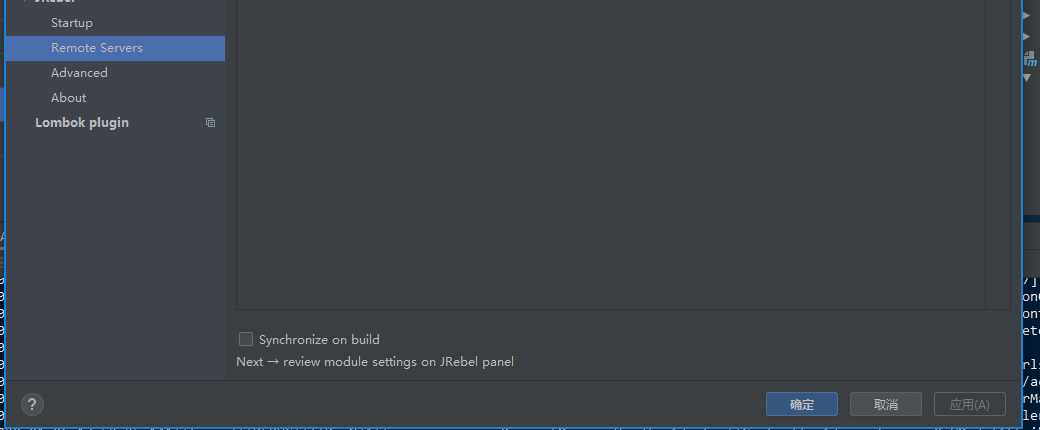 JRebel
Startup
Remote Servers
Advanced
About
Lombok plugin
Synchronize on build
Next → review module settings on JRebel panel
?
确定
取消
应用(A)